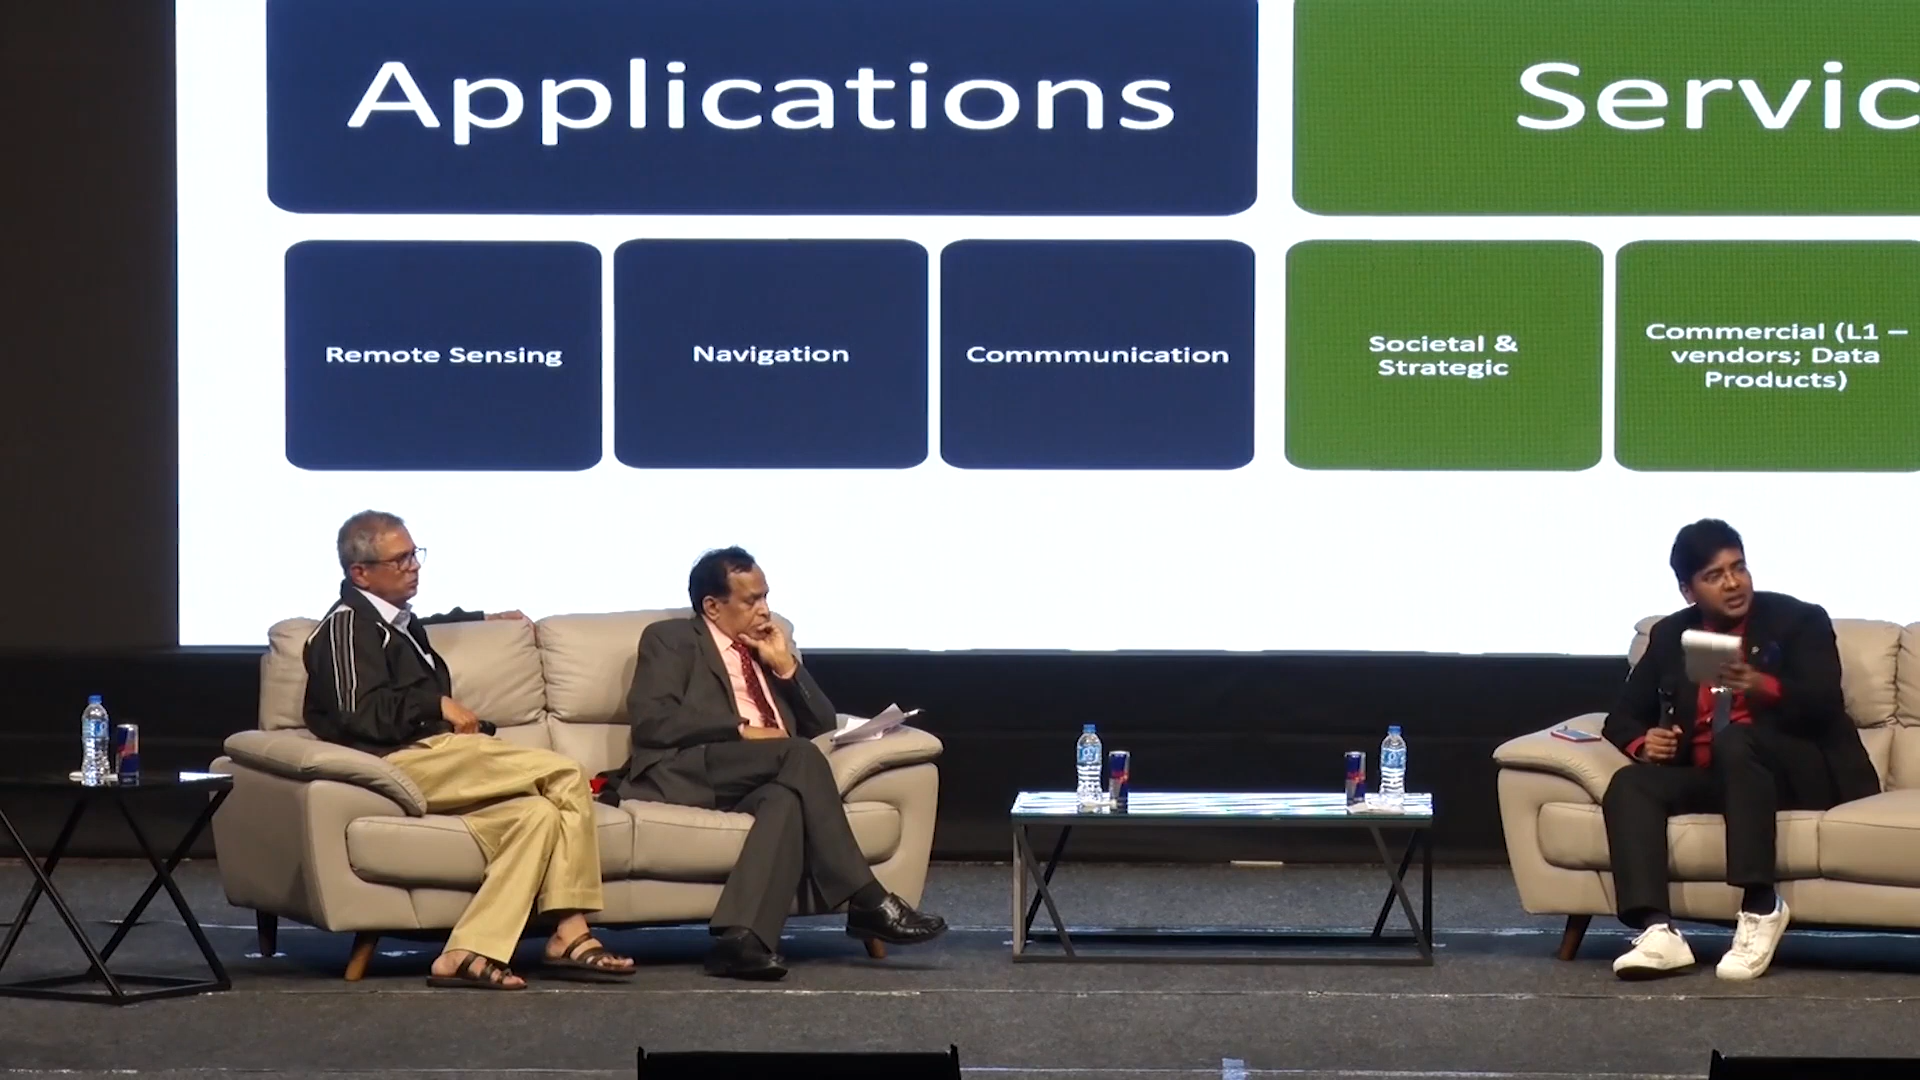 Applications
Servic
Remote Sensing
Navigation
Commmunication
Societal &
Strategic
Commercial (L1 –
vendors; Data
Products)